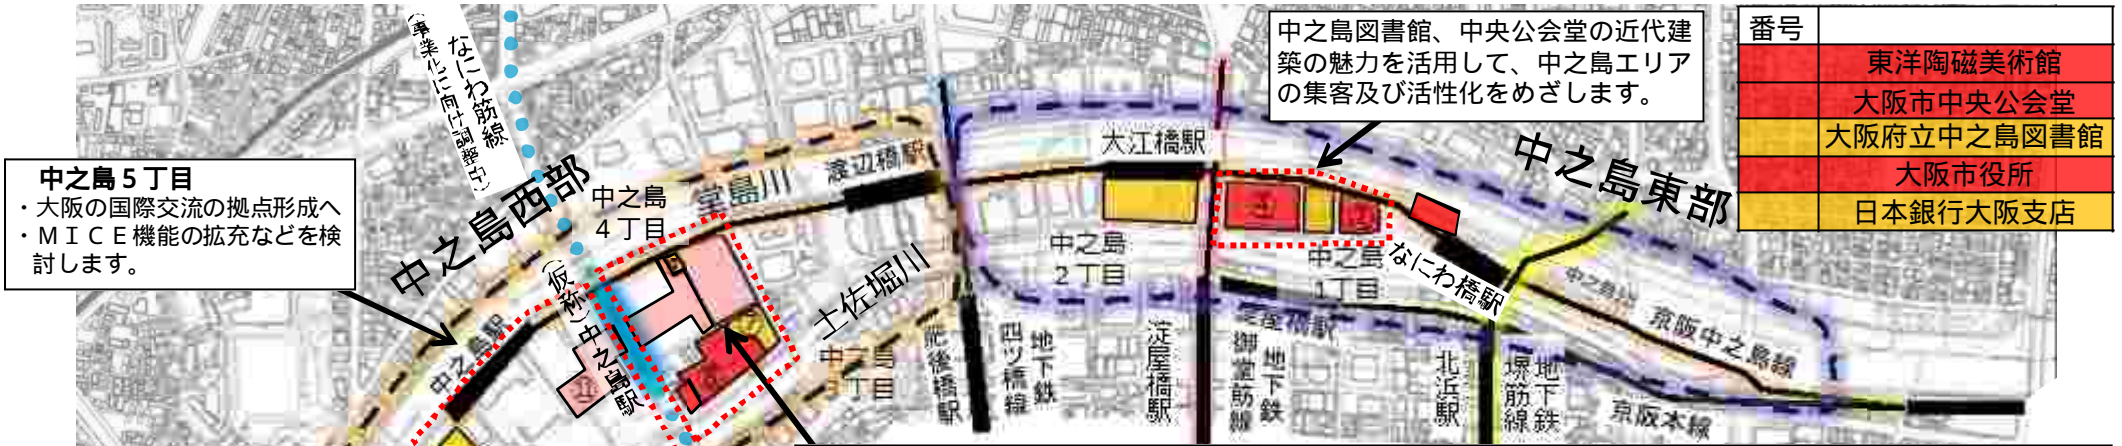 中之島図書館、中央公会堂の近代建
築の魅力を活用して、中之島エリア
の集客及び活性化をめざします。
番号
東洋陶磁美術館
大阪市中央公会堂
大阪府立中之島図書館
大阪市役所
日本銀行大阪支店
なにわ筋線
(事業化に向け調整中)
中之島５丁目
・大阪の国際交流の拠点形成へ
・ＭＩＣＥ機能の拡充などを検
討します。
中之島西部
中之島
４丁目
堂島川
渡辺橋駅
大江橋駅
中之島東部
中之島
２丁目
中之島
1丁目
なにわ橋駅
土佐堀川
中之島駅
(仮称)中之島駅
中之島
丁目
肥後橋駅
地下鉄
四ツ橋線
淀屋橋駅
地下鉄
御堂筋線
北浜駅
地下鉄
堺筋線
京阪中之島線
京阪本線